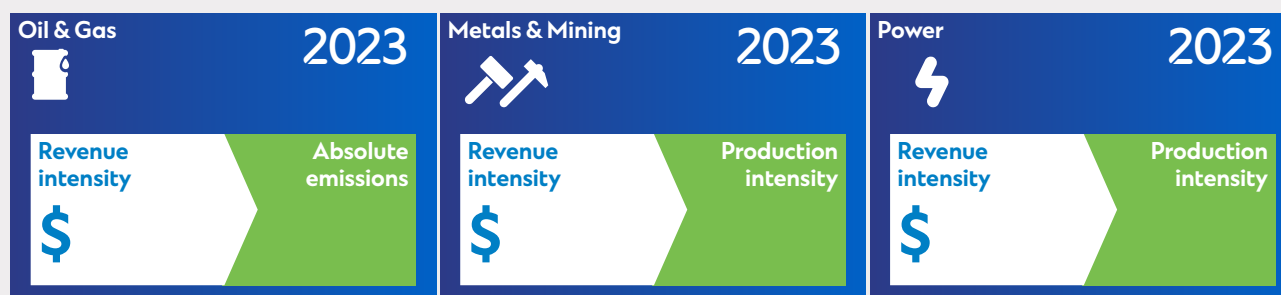 Oil & Gas
2023
Revenue
intensity
$
Absolute
emissions
Metals & Mining
2023
Revenue
intensity
$
Production
intensity
Power
2023
Revenue
intensity
$
Production
intensity